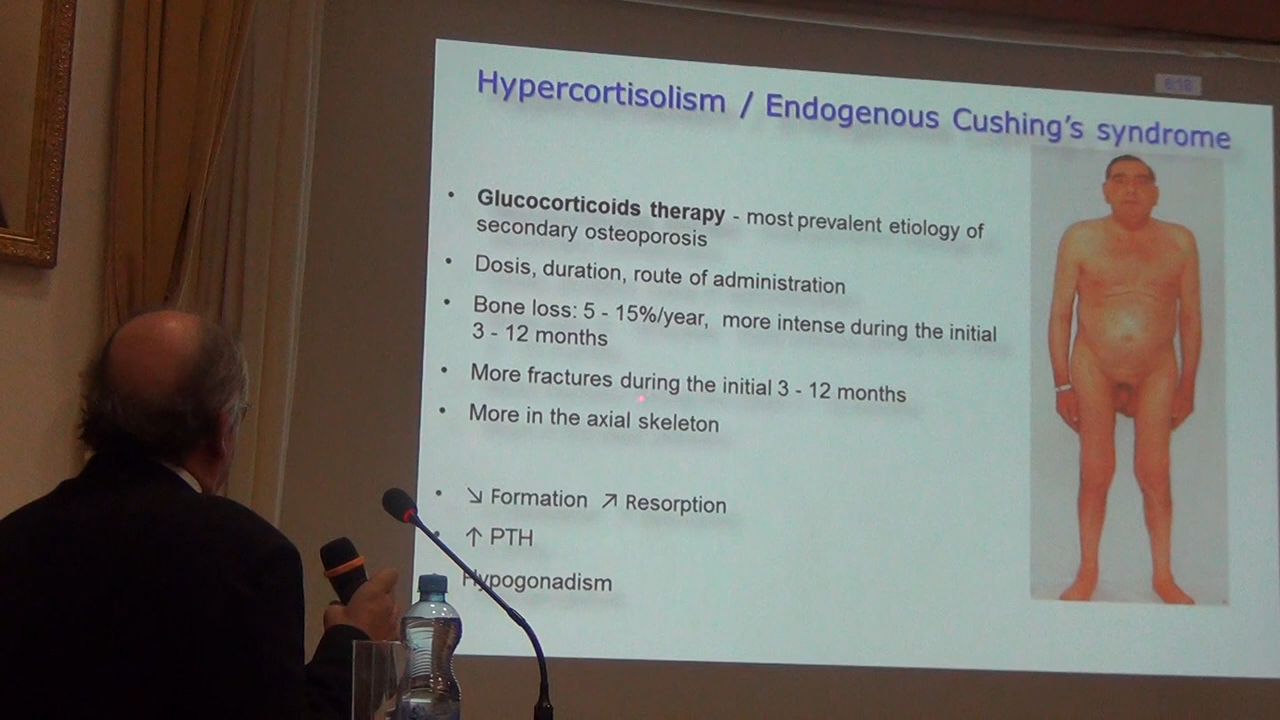 Hypercortisolism / Endogenous Cushing's syndrome
• Glucocorticoids therapy - most prevalent etiology of
secondary osteoporosis
• Dosis, duration, route of administration
• Bone loss: 5 - 15%/year, more intense during the initial
3 - 12 months
• More fractures during the initial 3 - 12 months
• More in the axial skeleton
• ↘ Formation ↗ Resorption
• ↑ PTH
Hypogonadism